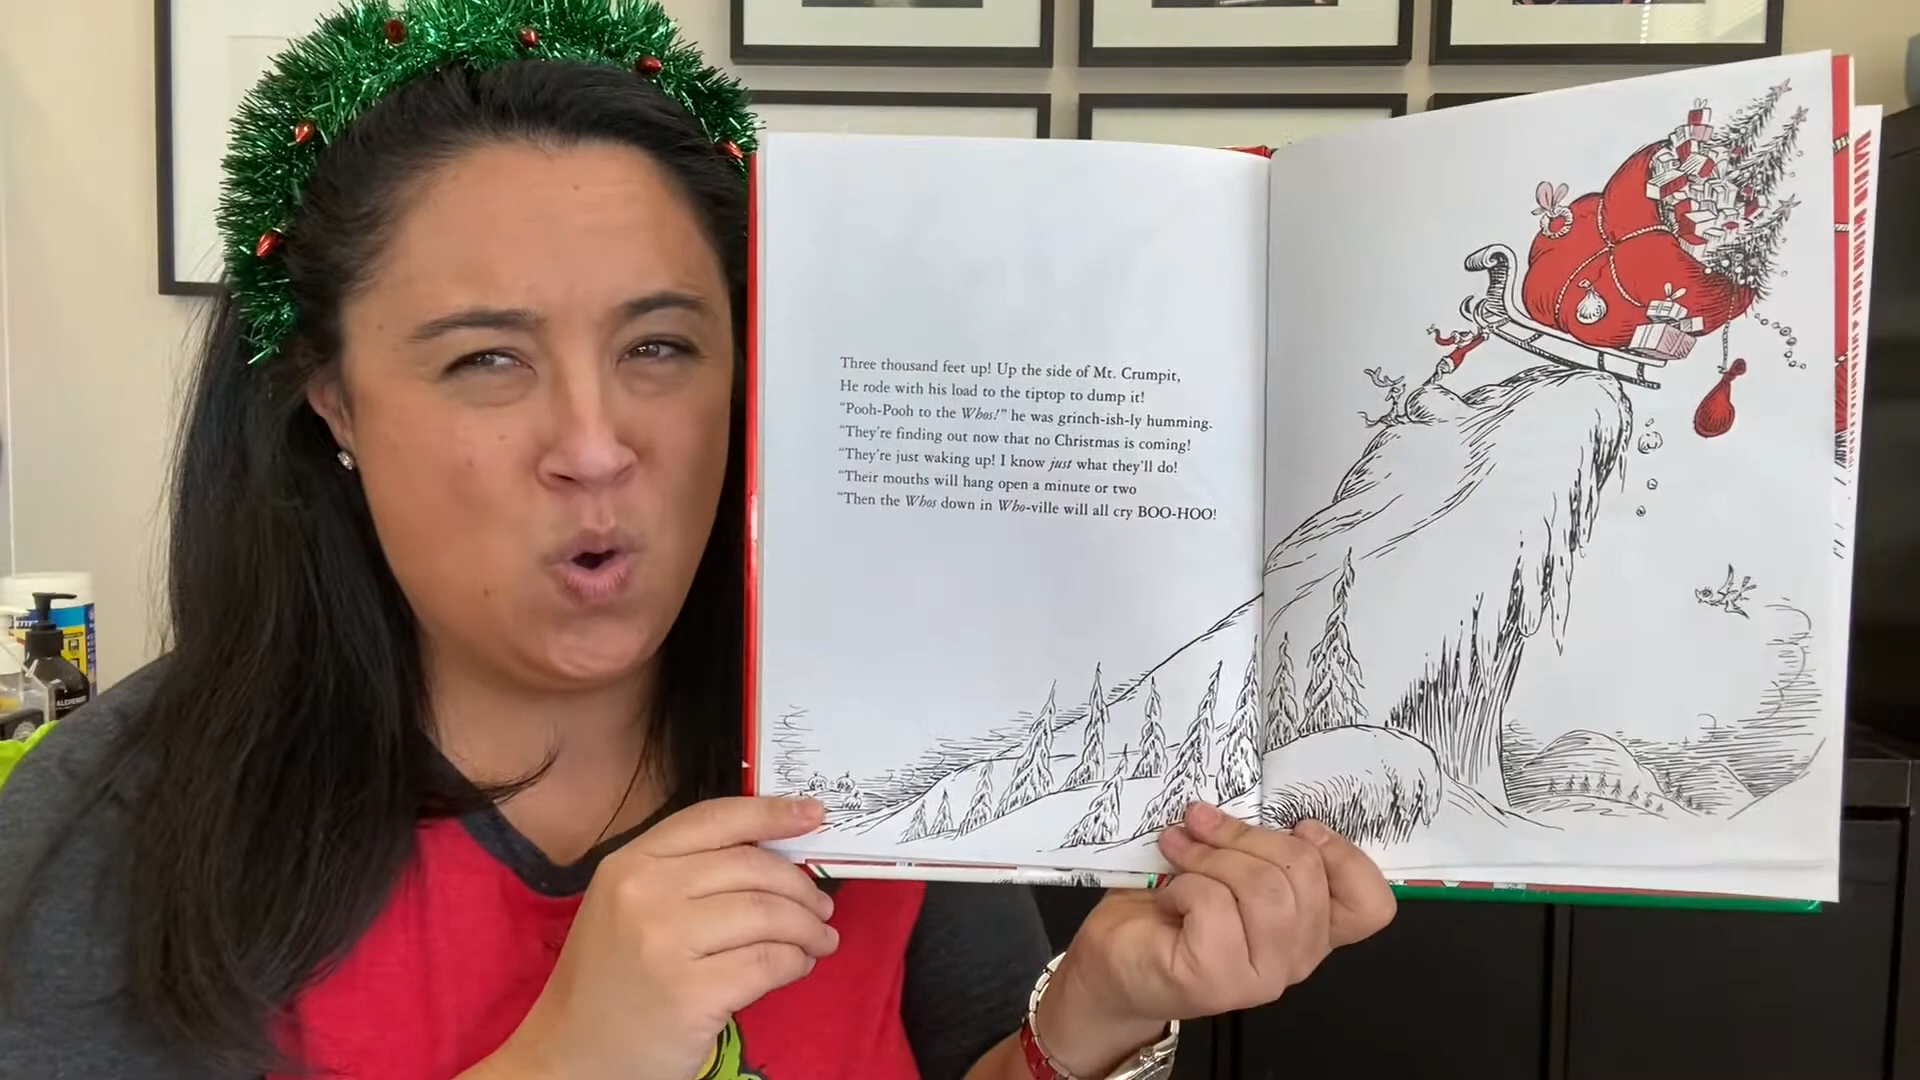 Three thousand feet up! Up the side of Mt. Crumpit,
He rode with his load to the tiptop to dump it!
"Pooh-Pooh to the Whos!" he was grinch-ish-ly humming.
"They're finding out now that no Christmas is coming!
"They're just waking up! I know just what they'll do!
"Their mouths will hang open a minute or two
"Then the Whos down in Who-ville will all cry BOO-HOO!